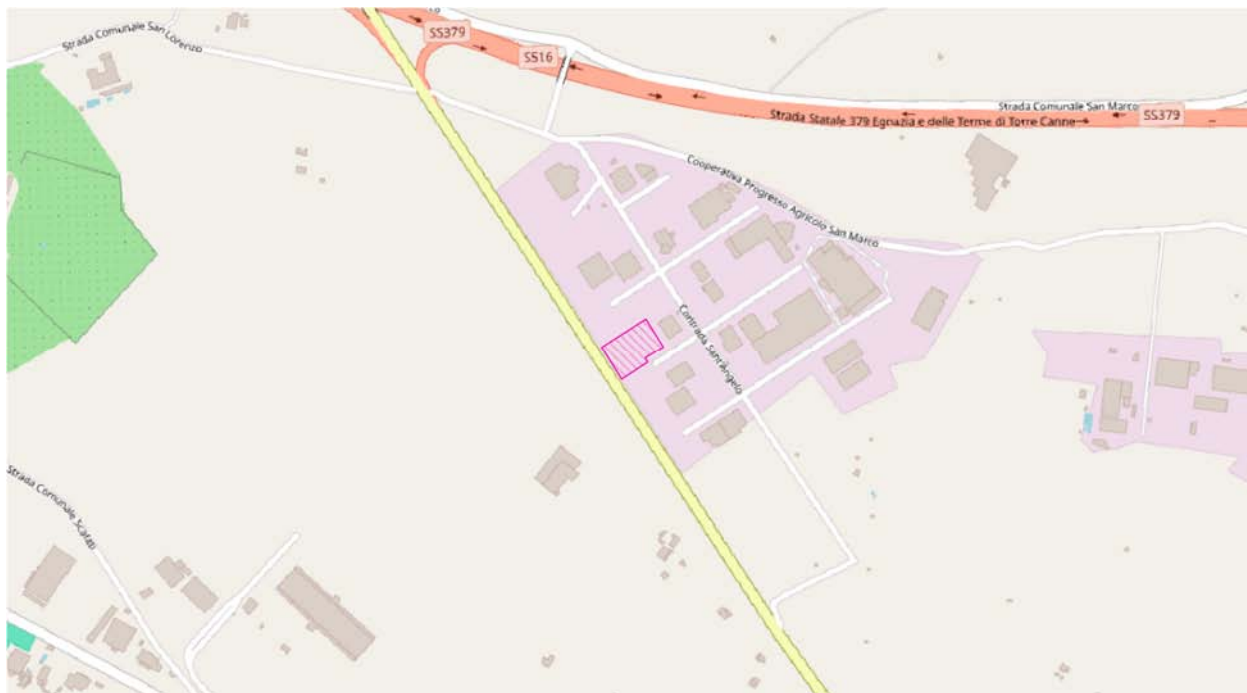 SS379
SS16
Strada Comunale San Lorenzo
Strada Comunale San Marco
SS379
Strada Statale 379 Egnazia e delle Terme di Torre Canne
Cooperativa Progresso Agricolo San Marco
Contrada Sant'Angelo
Strada Comunale Scafati